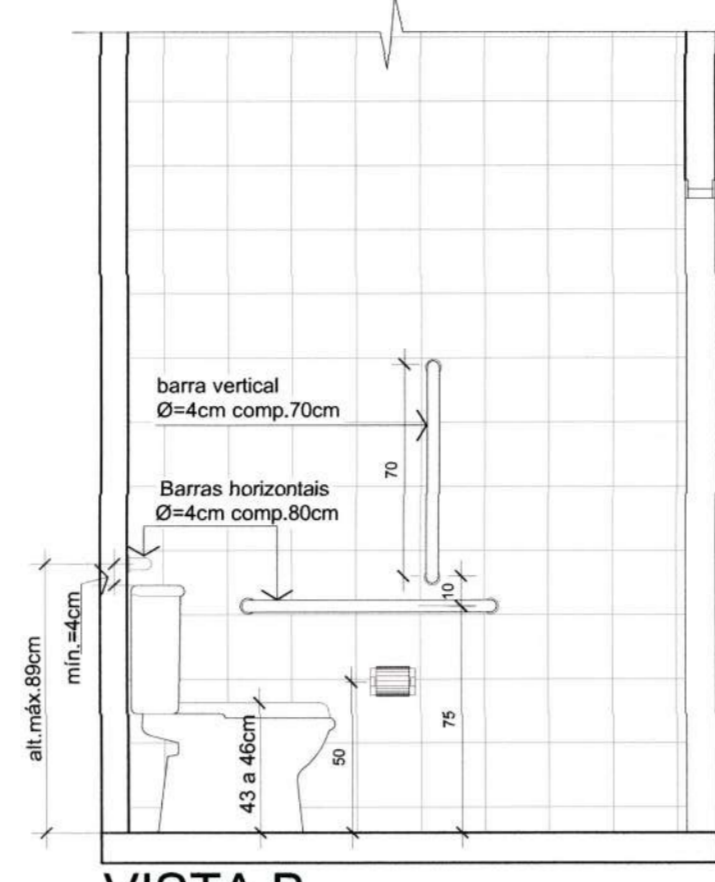 barra vertical
Ø=4cm comp.70cm
70
Barras horizontais
Ø=4cm comp.80cm
10
mín.=4cm
alt.máx.89cm
43 a 46cm
50
75
VISTA B